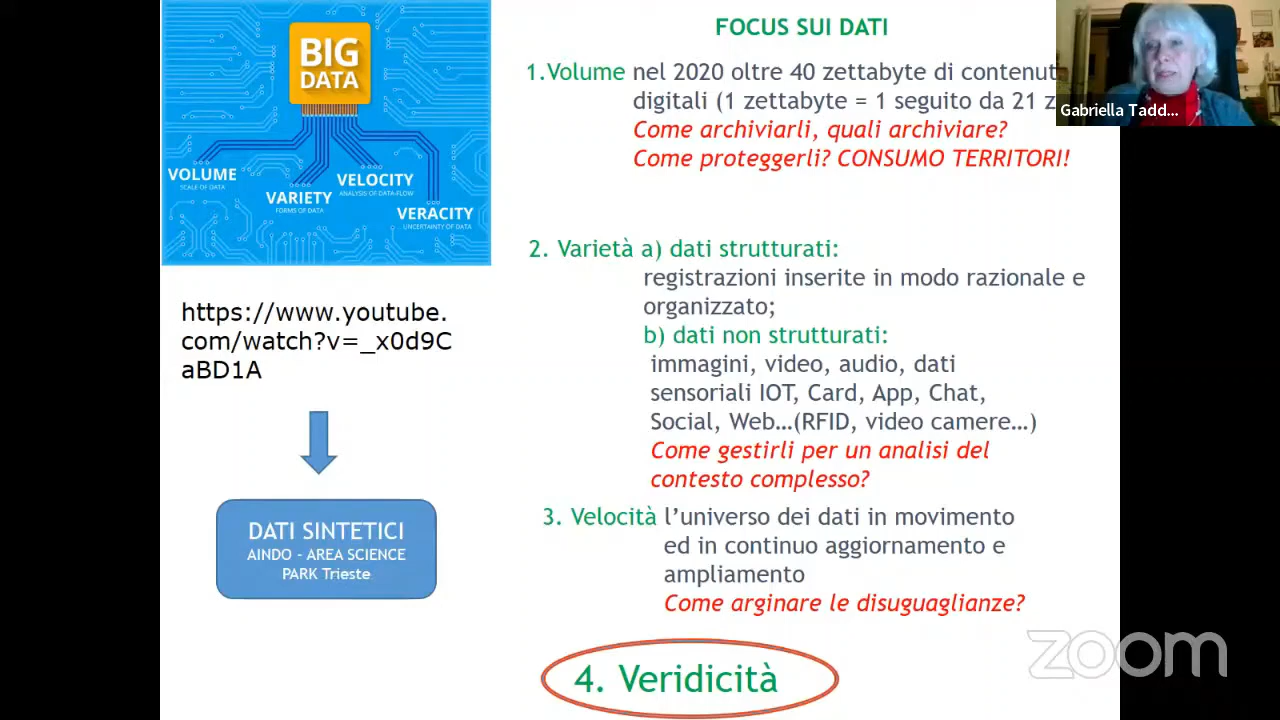 BIG
DATA
VOLUME
SCALE OF DATA
VARIETY
FORMS OF DATA
VELOCITY
ANALYSIS OF DATA-FLOW
VERACITY
UNCERTAINTY OF DATA
https://www.youtube.
com/watch?v=_x0d9C
aBD1A
DATI SINTETICI
AINDO - AREA SCIENCE
PARK Trieste
FOCUS SUI DATI
1.Volume nel 2020 oltre 40 zettabyte di
digitali (1 zettabyte = 1 seguito da 21
Come archiviarli, quali archiviare?
Come proteggerli? CONSUMO TERRITORI!
2. Varietà a) dati strutturati:
registrazioni inserite in modo razionale e
organizzato;
b) dati non strutturati:
immagini, video, audio, dati
sensoriali IOT, Card, App, Chat,
Social, Web…(RFID, video camere…)
Come gestirli per un analisi del
contesto complesso?
3. Velocità l’universo dei dati in movimento
ed in continuo aggiornamento e
ampliamento
Come arginare le disuguaglianze?
4. Veridicità
Gabriella Tadd...
zoom